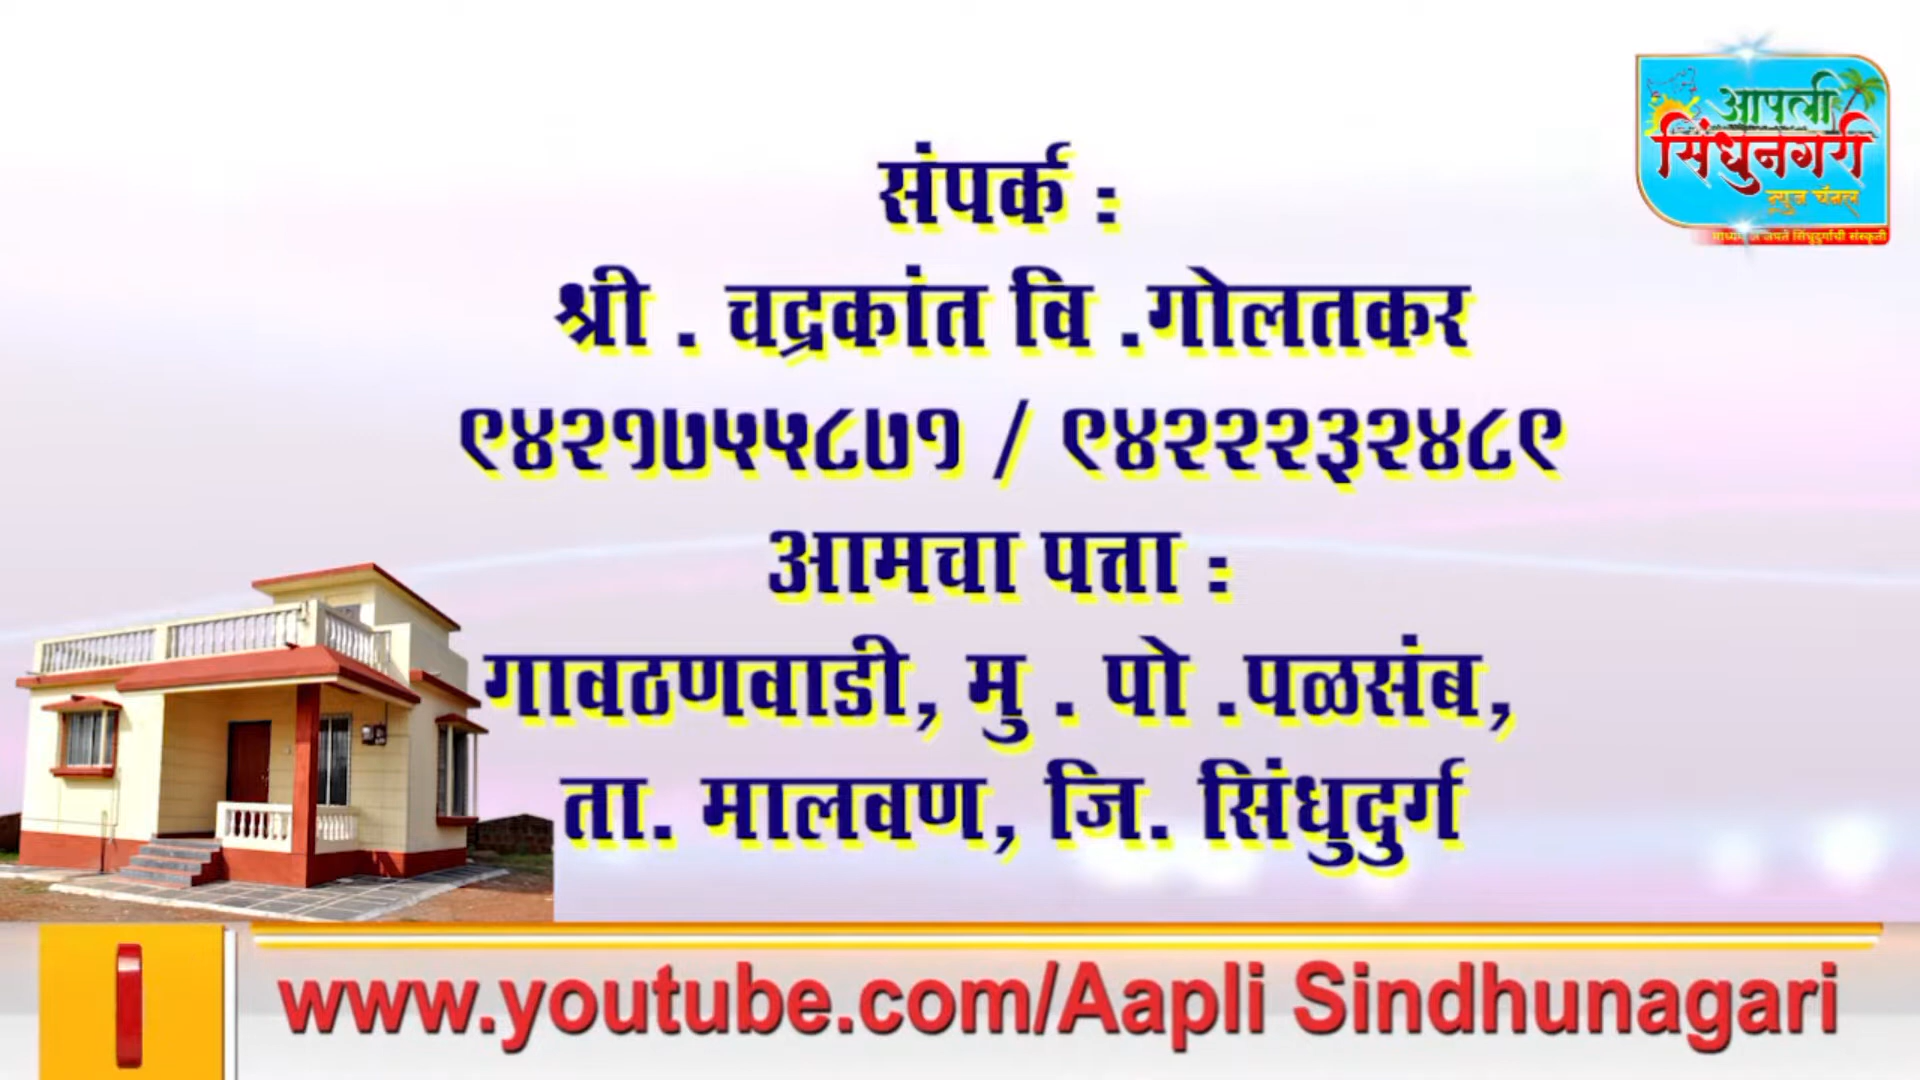 आपली
सिंधुनगरी
न्यूज चॅनल
सिंधुदुर्गाची संस्कृती
संपर्क :
श्री . चद्रकांत वि .गोलतकर
९४२१७५५८७१ / ९४२२२३२४८९
आमचा पत्ता :
गावठणवाडी, मु . पो .पळसंब,
ता. मालवण, जि. सिंधुदुर्ग
www.youtube.com/Aapli Sindhunagari